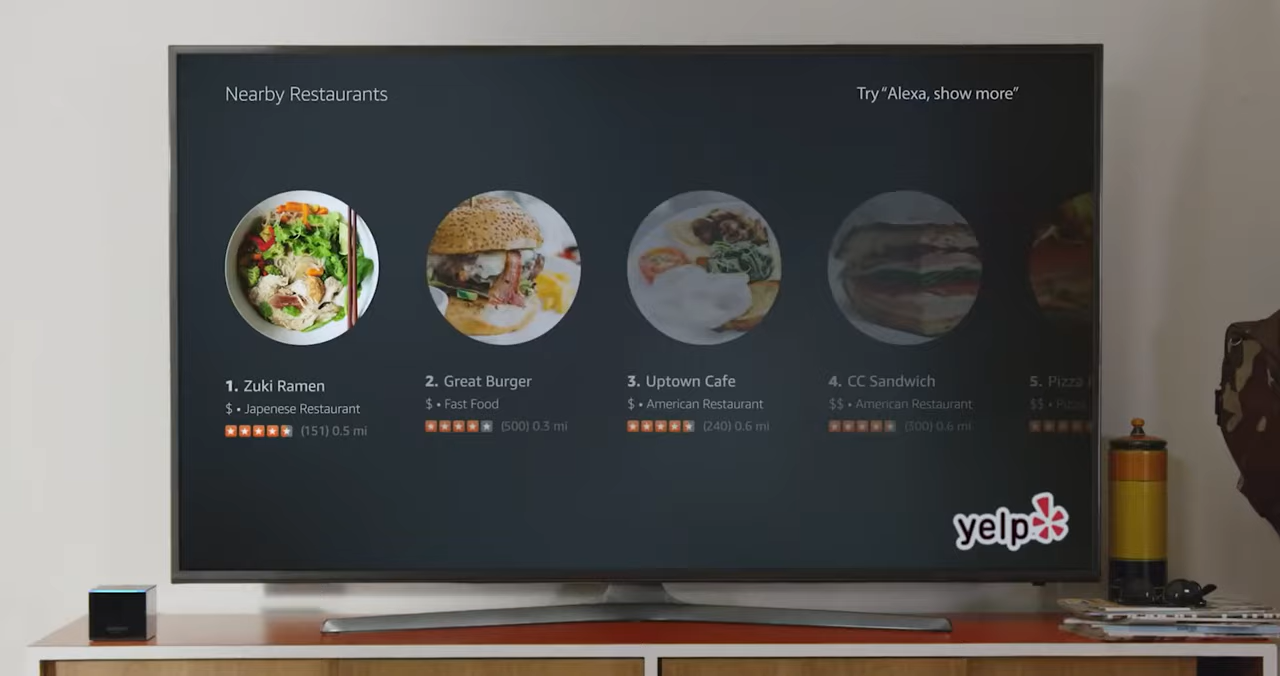 Nearby Restaurants
Try “Alexa, show more”
1. Zuki Ramen
$ • Japenese Restaurant
(151) 0.5 mi
2. Great Burger
$ • Fast Food
(500) 0.3 mi
3. Uptown Cafe
$ • American Restaurant
(240) 0.6 mi
4. CC Sandwich
$$ • American Restaurant
(300) 0.6 mi
5. Pizza
$$ • Pizza
yelp